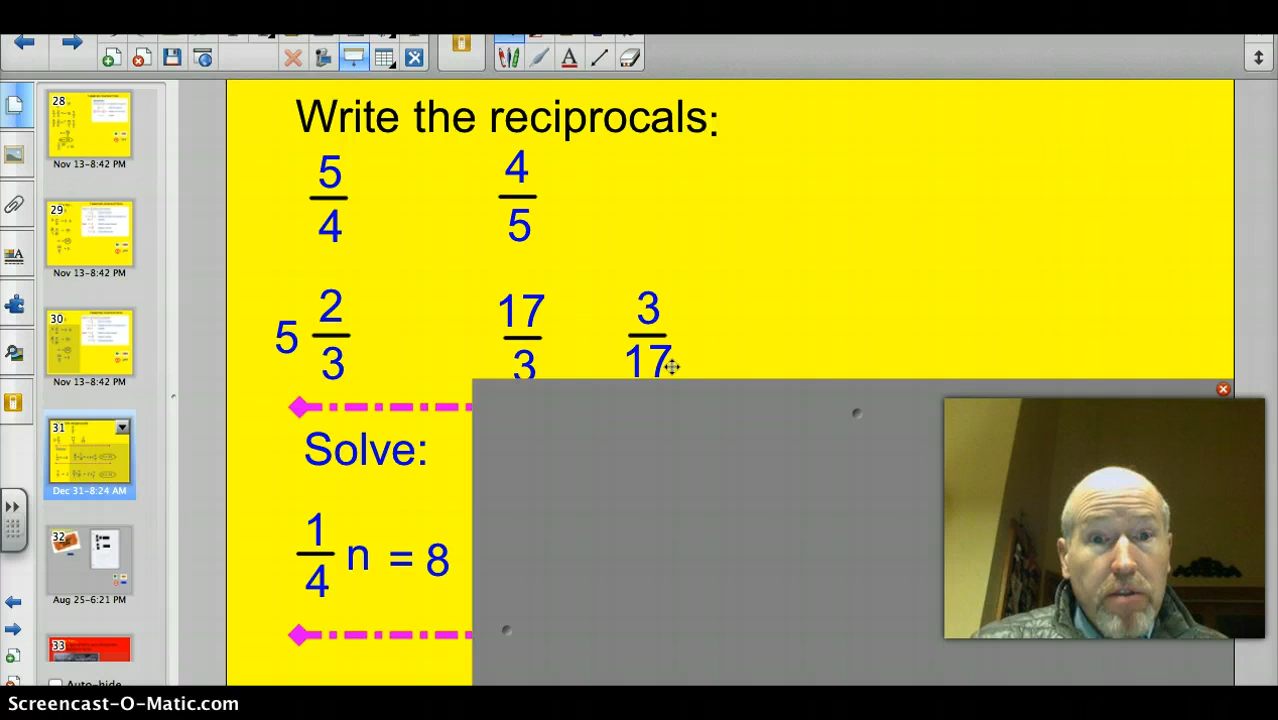 Write the reciprocals:
5/4 4/5
5 2/3 17/3 3/17
Solve:
1/4 n = 8
28
Nov 13-8:42 PM
29
Nov 13-8:42 PM
30
Nov 13-8:42 PM
31
Dec 31-8:24 AM
32
Aug 25-6:21 PM
33
Auto-hide
Screencast-O-Matic.com